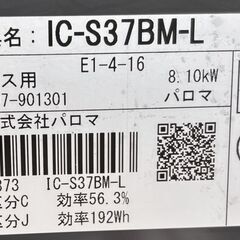 名：IC-S37BM-L
E1-4-16
ス用 8.10kW
7-901301 パロマ
式会社パロマ
373 IC-S37BM-L
区分C 効率56.3%
区分J 効率192Wh